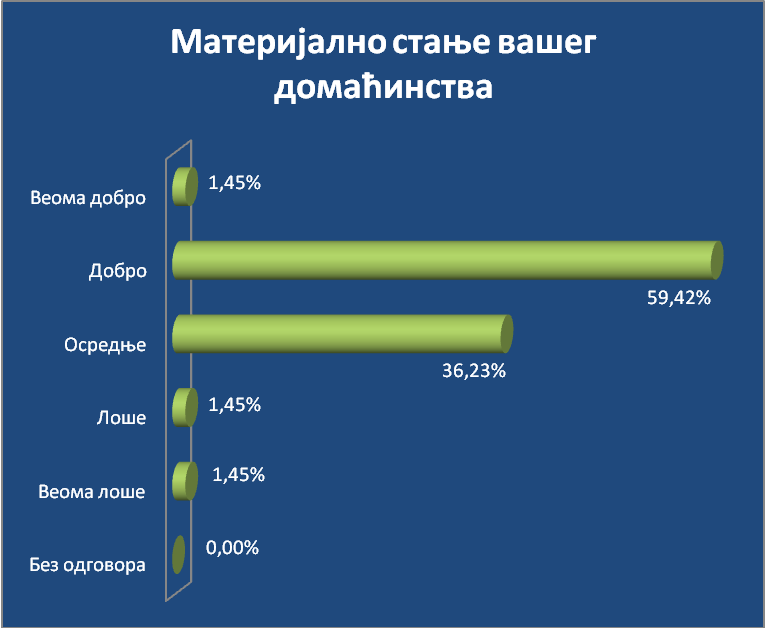 Материјално стање вашег
домаћинства
Веома добро
1,45%
Добро
59,42%
Осредње
36,23%
Лоше
1,45%
Веома лоше
1,45%
Без одговора
0,00%